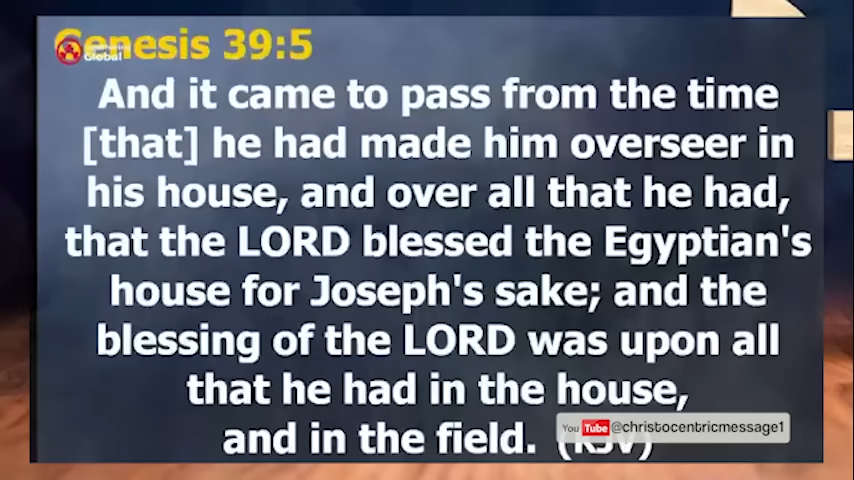 Genesis 39:5
Global
And it came to pass from the time
[that] he had made him overseer in
his house, and over all that he had,
that the LORD blessed the Egyptian's
house for Joseph's sake; and the
blessing of the LORD was upon all
that he had in the house,
and in the field. (KJV)
You Tube @christocentricmessage1